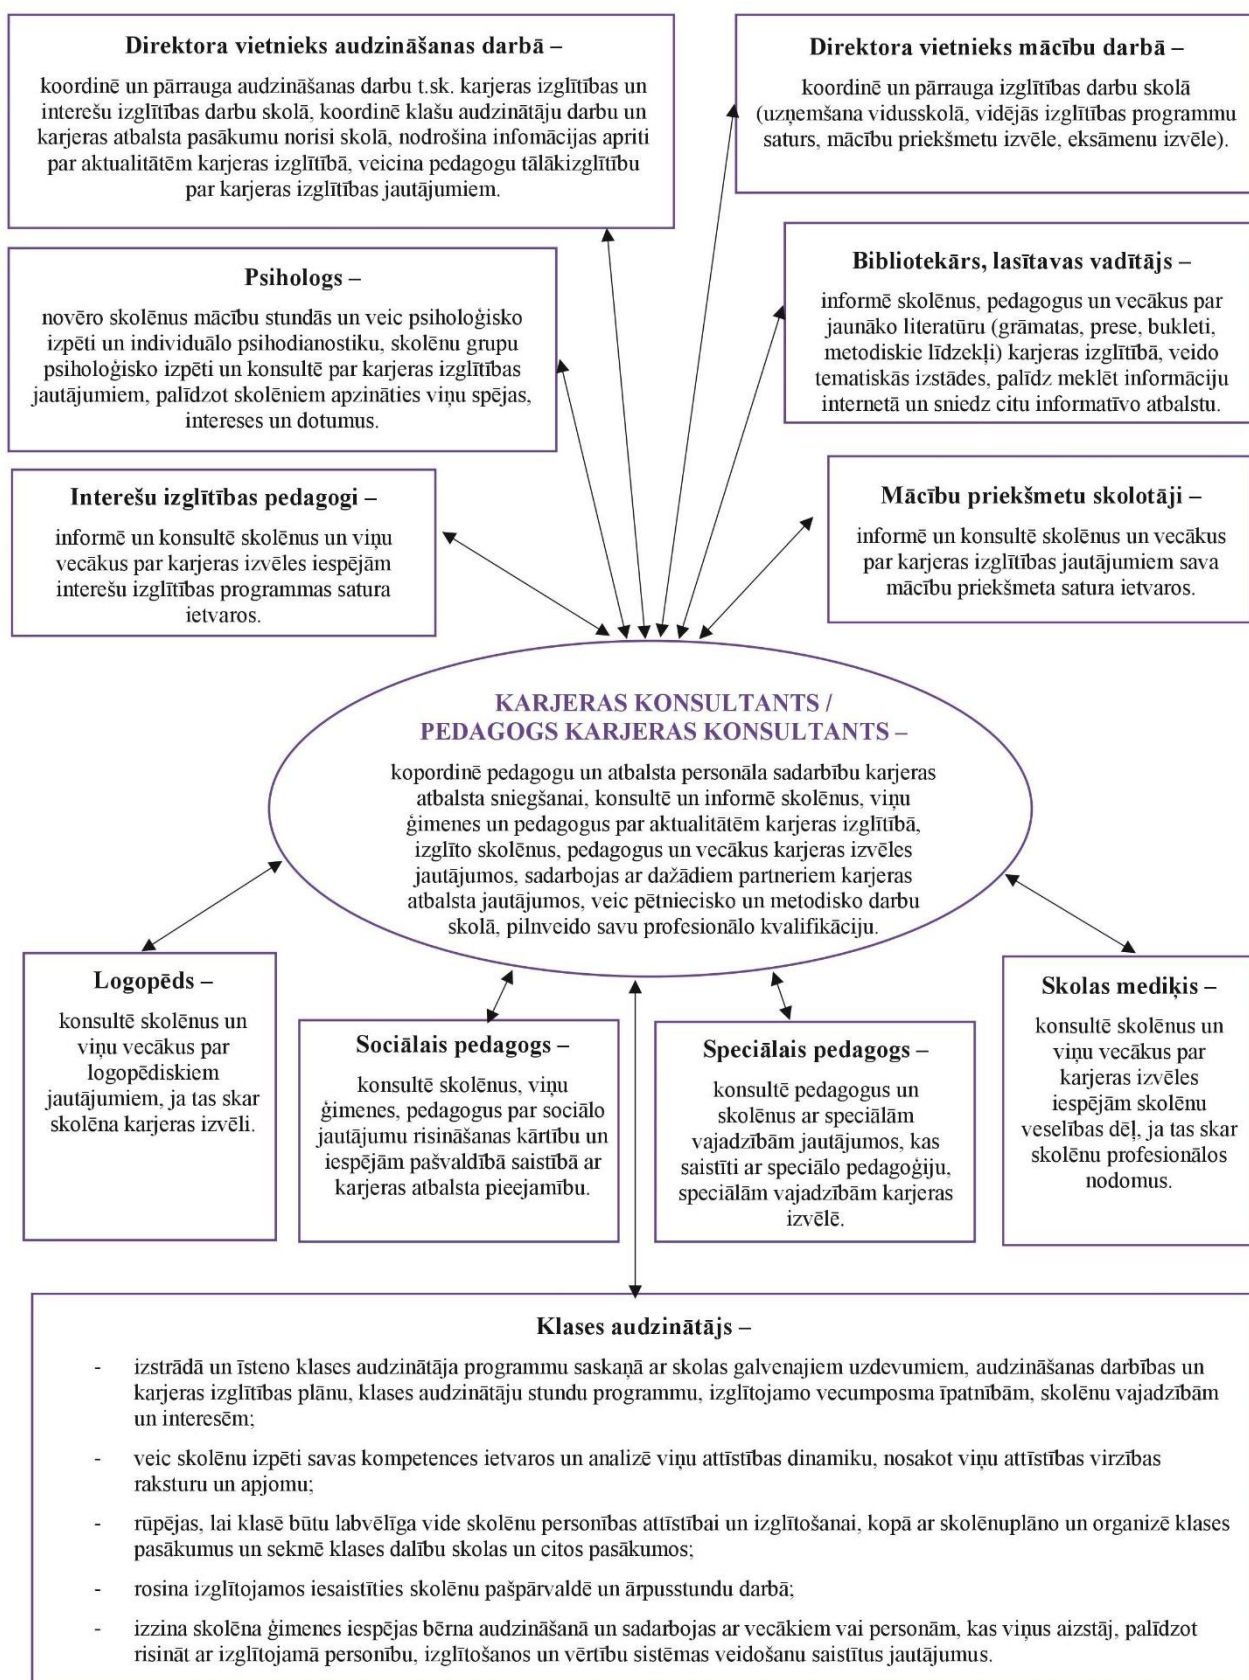 Direktora vietnieks audzināšanas darbā –
koordinē un pārrauga audzināšanas darbu t.sk. karjeras izglītības un
interešu izglītības darbu skolā, koordinē klašu audzinātāju darbu un
karjeras atbalsta pasākumu norisi skolā, nodrošina infomācijas apriti
par aktualitātēm karjeras izglītībā, veicina pedagogu tālākizglītību
par karjeras izglītības jautājumiem.
Direktora vietnieks mācību darbā –
koordinē un pārrauga izglītības darbu skolā
(uzņemšana vidusskolā, vidējās izglītības programmu
saturs, mācību priekšmetu izvēle, eksāmenu izvēle).
Psihologs –
novēro skolēnus mācību stundās un veic psiholoģisko
izpēti un individuālo psihodianostiku, skolēnu grupu
psiholoģisko izpēti un konsultē par karjeras izglītības
jautājumiem, palīdzot skolēniem apzināties viņu spējas,
intereses un dotumus.
Bibliotekārs, lasītavas vadītājs –
informē skolēnus, pedagogus un vecākus par
jaunāko literatūru (grāmatas, prese, bukleti,
metodiskie līdzekļi) karjeras izglītībā, veido
tematiskās izstādes, palīdz meklēt informāciju
internetā un sniedz citu informatīvo atbalstu.
Interešu izglītības pedagogi –
informē un konsultē skolēnus un viņu
vecākus par karjeras izvēles iespējām
interešu izglītības programmas satura
ietvaros.
Mācību priekšmetu skolotāji –
informē un konsultē skolēnus un vecākus
par karjeras izglītības jautājumiem sava
mācību priekšmeta satura ietvaros.
KARJERAS KONSULTANTS /
PEDAGOGS KARJERAS KONSULTANTS –
kopordinē pedagogu un atbalsta personāla sadarbību karjeras
atbalsta sniegšanai, konsultē un informē skolēnus, viņu
ģimenes un pedagogus par aktualitātēm karjeras izglītībā,
izglīto skolēnus, pedagogus un vecākus karjeras izvēles
jautājumos, sadarbojas ar dažādiem partneriem karjeras
atbalsta jautājumos, veic pētniecisko un metodisko darbu
skolā, pilnveido savu profesionālo kvalifikāciju.
Logopēds –
konsultē skolēnus un
viņu vecākus par
logopēdiskiem
jautājumiem, ja tas skar
skolēna karjeras izvēli.
Sociālais pedagogs –
konsultē skolēnus, viņu
ģimenes, pedagogus par sociālo
jautājumu risināšanas kārtību un
iespējām pašvaldībā saistībā ar
karjeras atbalsta pieejamību.
Speciālais pedagogs –
konsultē pedagogus un
skolēnus ar speciālām
vajadzībām jautājumos, kas
saistīti ar speciālo pedagoģiju,
speciālām vajadzībām karjeras
izvēlē.
Skolas mediķis –
konsultē skolēnus un
viņu vecākus par
karjeras izvēles
iespējām skolēnu
veselības dēļ, ja tas skar
skolēnu profesionālos
nodomus.
Klases audzinātājs –
- izstrādā un īsteno klases audzinātāja programmu saskaņā ar skolas galvenajiem uzdevumiem, audzināšanas darbības un
karjeras izglītības plānu, klases audzinātāju stundu programmu, izglītojamo vecumposma īpatnībām, skolēnu vajadzībām
un interesēm;
- veic skolēnu izpēti savas kompetences ietvaros un analizē viņu attīstības dinamiku, nosakot viņu attīstības virzības
raksturu un apjomu;
- rūpējas, lai klasē būtu labvēlīga vide skolēnu personības attīstībai un izglītošanai, kopā ar skolēnuplāno un organizē klases
pasākumus un sekmē klases dalību skolas un citos pasākumos;
- rosina izglītojamos iesaistīties skolēnu pašpārvaldē un ārpusstundu darbā;
- izzina skolēna ģimenes iespējas bērna audzināšanā un sadarbojas ar vecākiem vai personām, kas viņus aizstāj, palīdzot
risināt ar izglītojamā personību, izglītošanos un vērtību sistēmas veidošanu saistītus jautājumus.